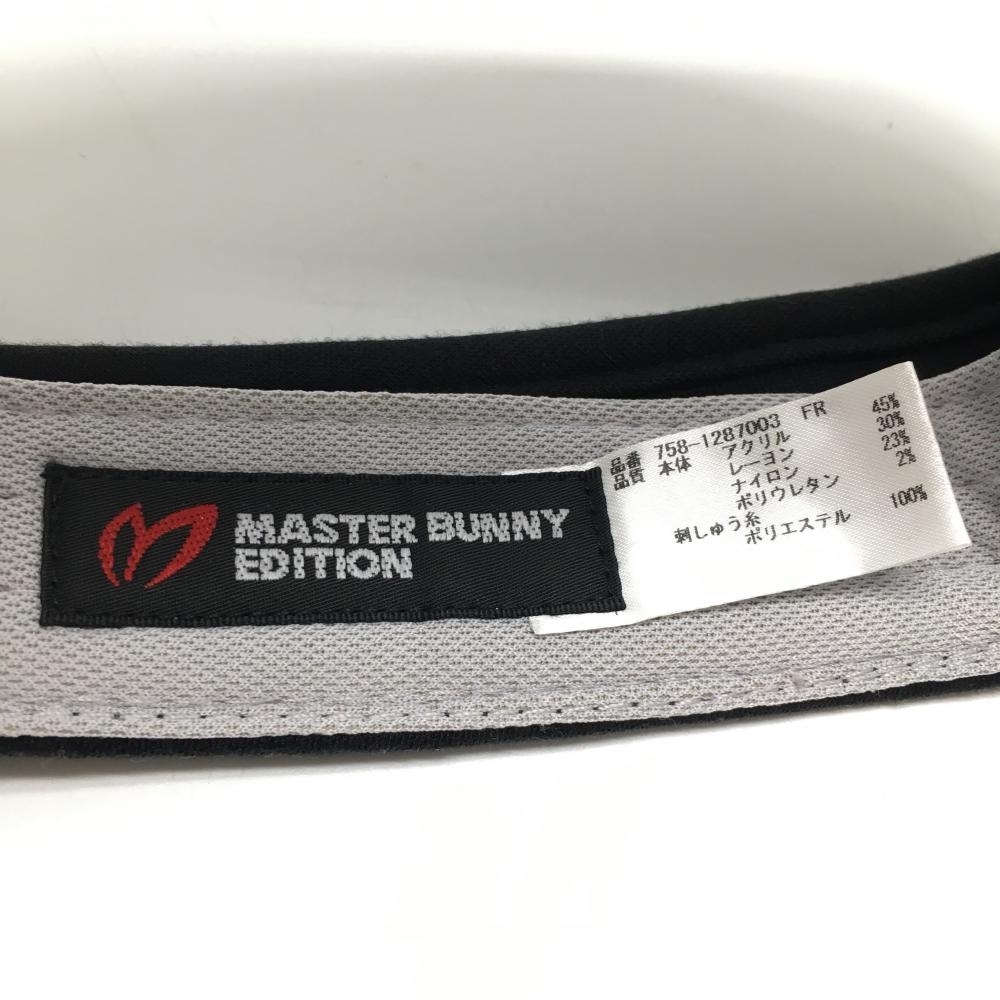 MASTER BUNNY
EDITION
品番 758-1287003 FR
品質 本体 アクリル 45%
レーヨン 30%
ナイロン 23%
ポリウレタン 2%
刺しゅう糸
ポリエステル 100%